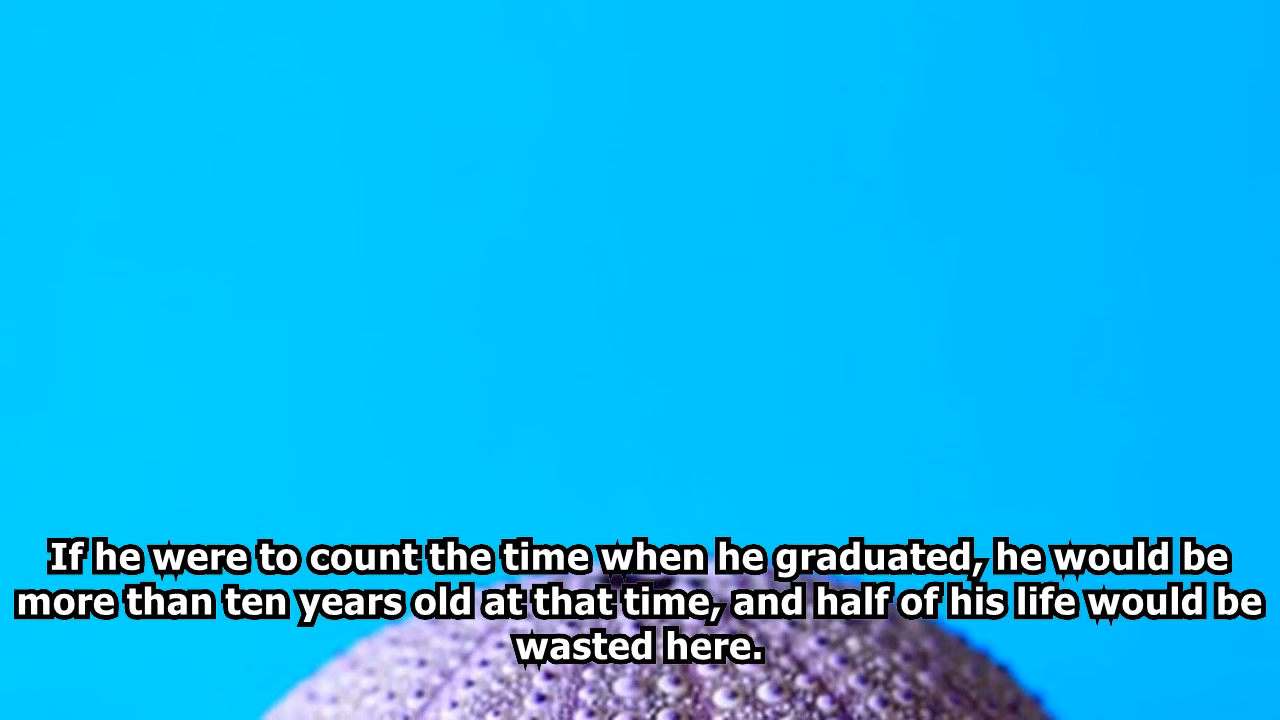 If he were to count the time when he graduated, he would be
more than ten years old at that time, and half of his life would be
wasted here.